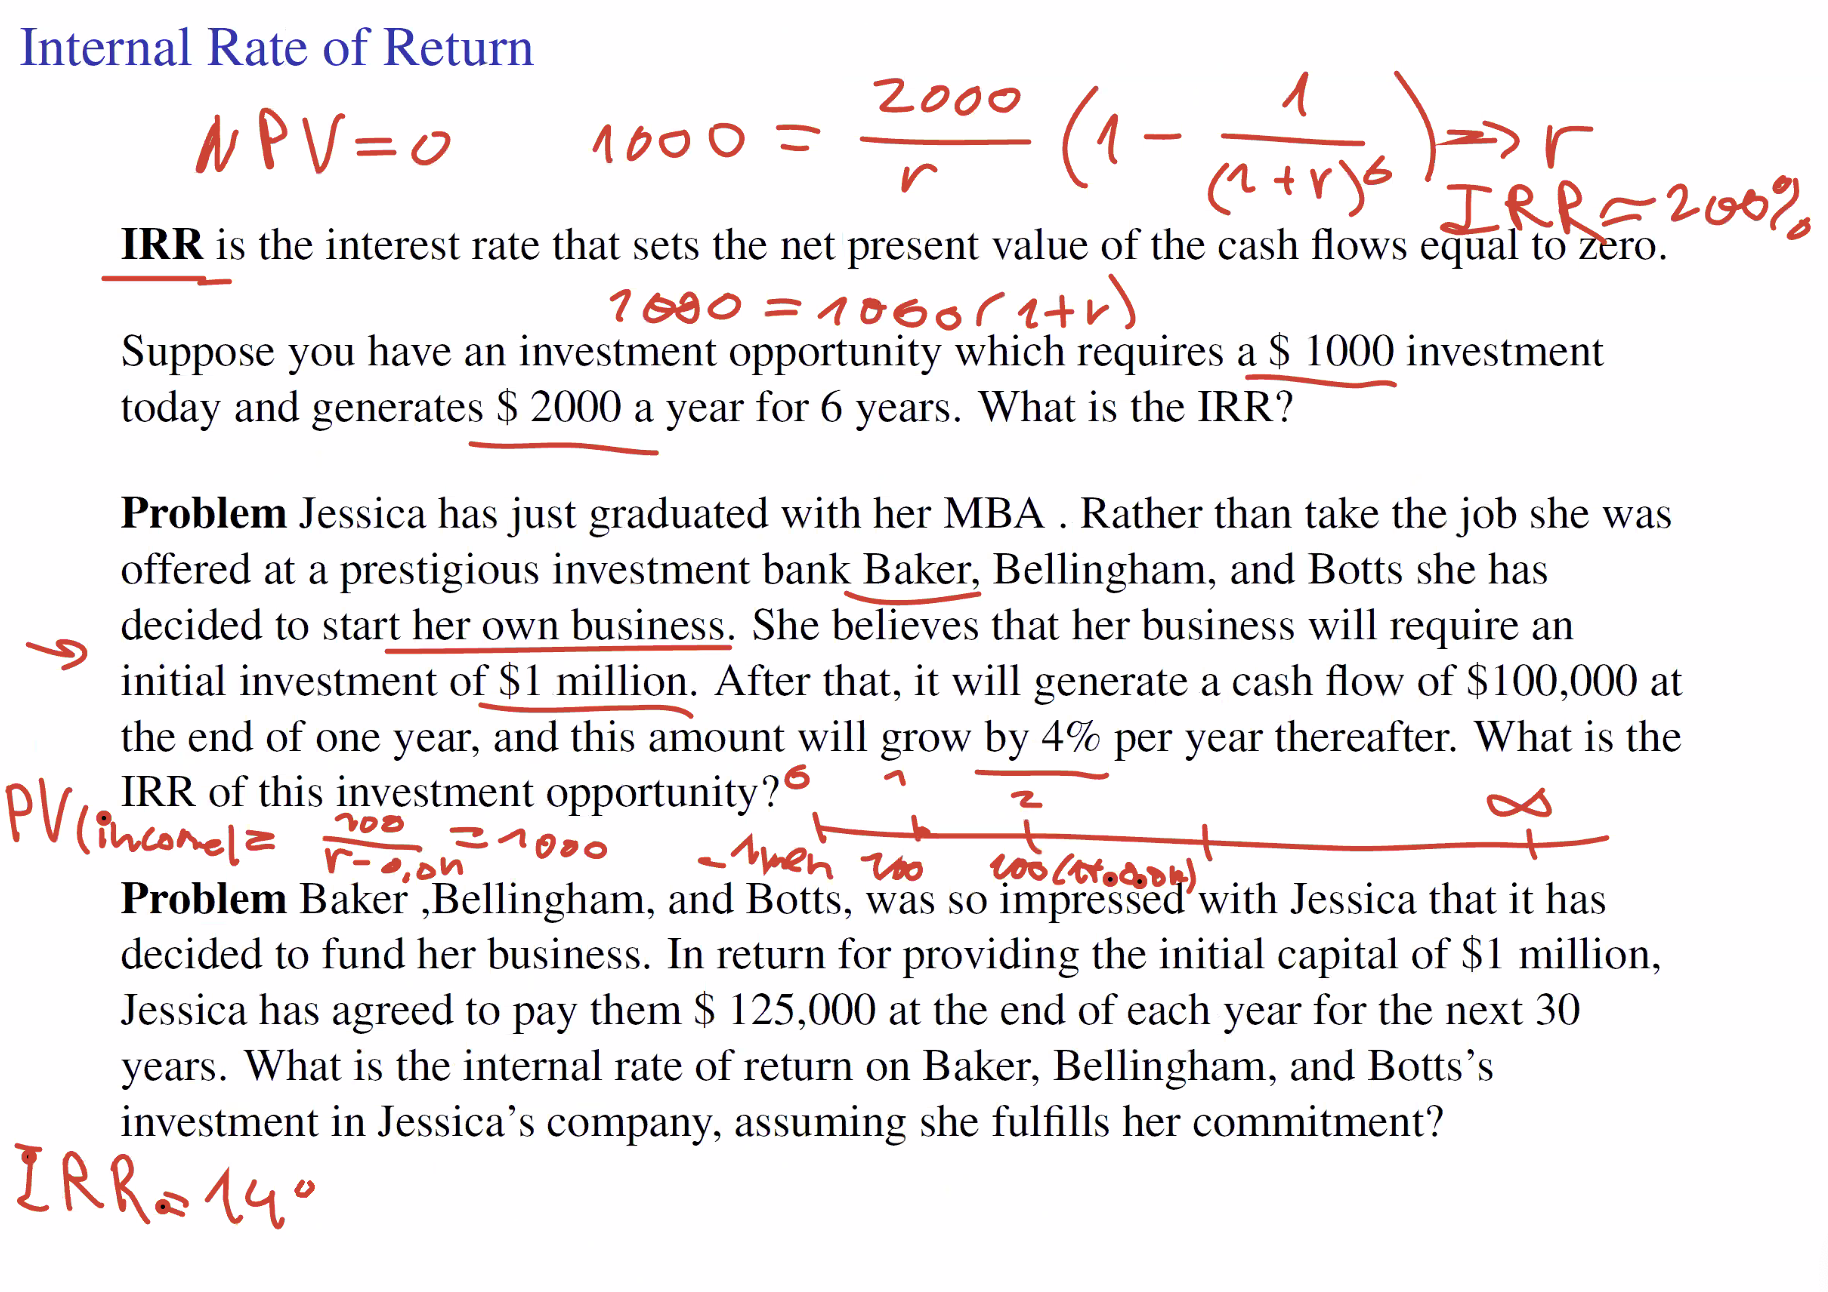 Internal Rate of Return
NPV=0 1000 = 2000/r (1 - 1/(1+r)^6) => r
IRR ≈ 200%
IRR is the interest rate that sets the net present value of the cash flows equal to zero.
1000 = 1000(1+r)
Suppose you have an investment opportunity which requires a $ 1000 investment
today and generates $ 2000 a year for 6 years. What is the IRR?
Problem Jessica has just graduated with her MBA . Rather than take the job she was
offered at a prestigious investment bank Baker, Bellingham, and Botts she has
decided to start her own business. She believes that her business will require an
initial investment of $1 million. After that, it will generate a cash flow of $100,000 at
the end of one year, and this amount will grow by 4% per year thereafter. What is the
IRR of this investment opportunity?
1 2 ∞
PV(income) = 100/(r-0,04) = 1000
100 100(1+0.04)
Problem Baker ,Bellingham, and Botts, was so impressed with Jessica that it has
decided to fund her business. In return for providing the initial capital of $1 million,
Jessica has agreed to pay them $ 125,000 at the end of each year for the next 30
years. What is the internal rate of return on Baker, Bellingham, and Botts's
investment in Jessica's company, assuming she fulfills her commitment?
IRR = 14